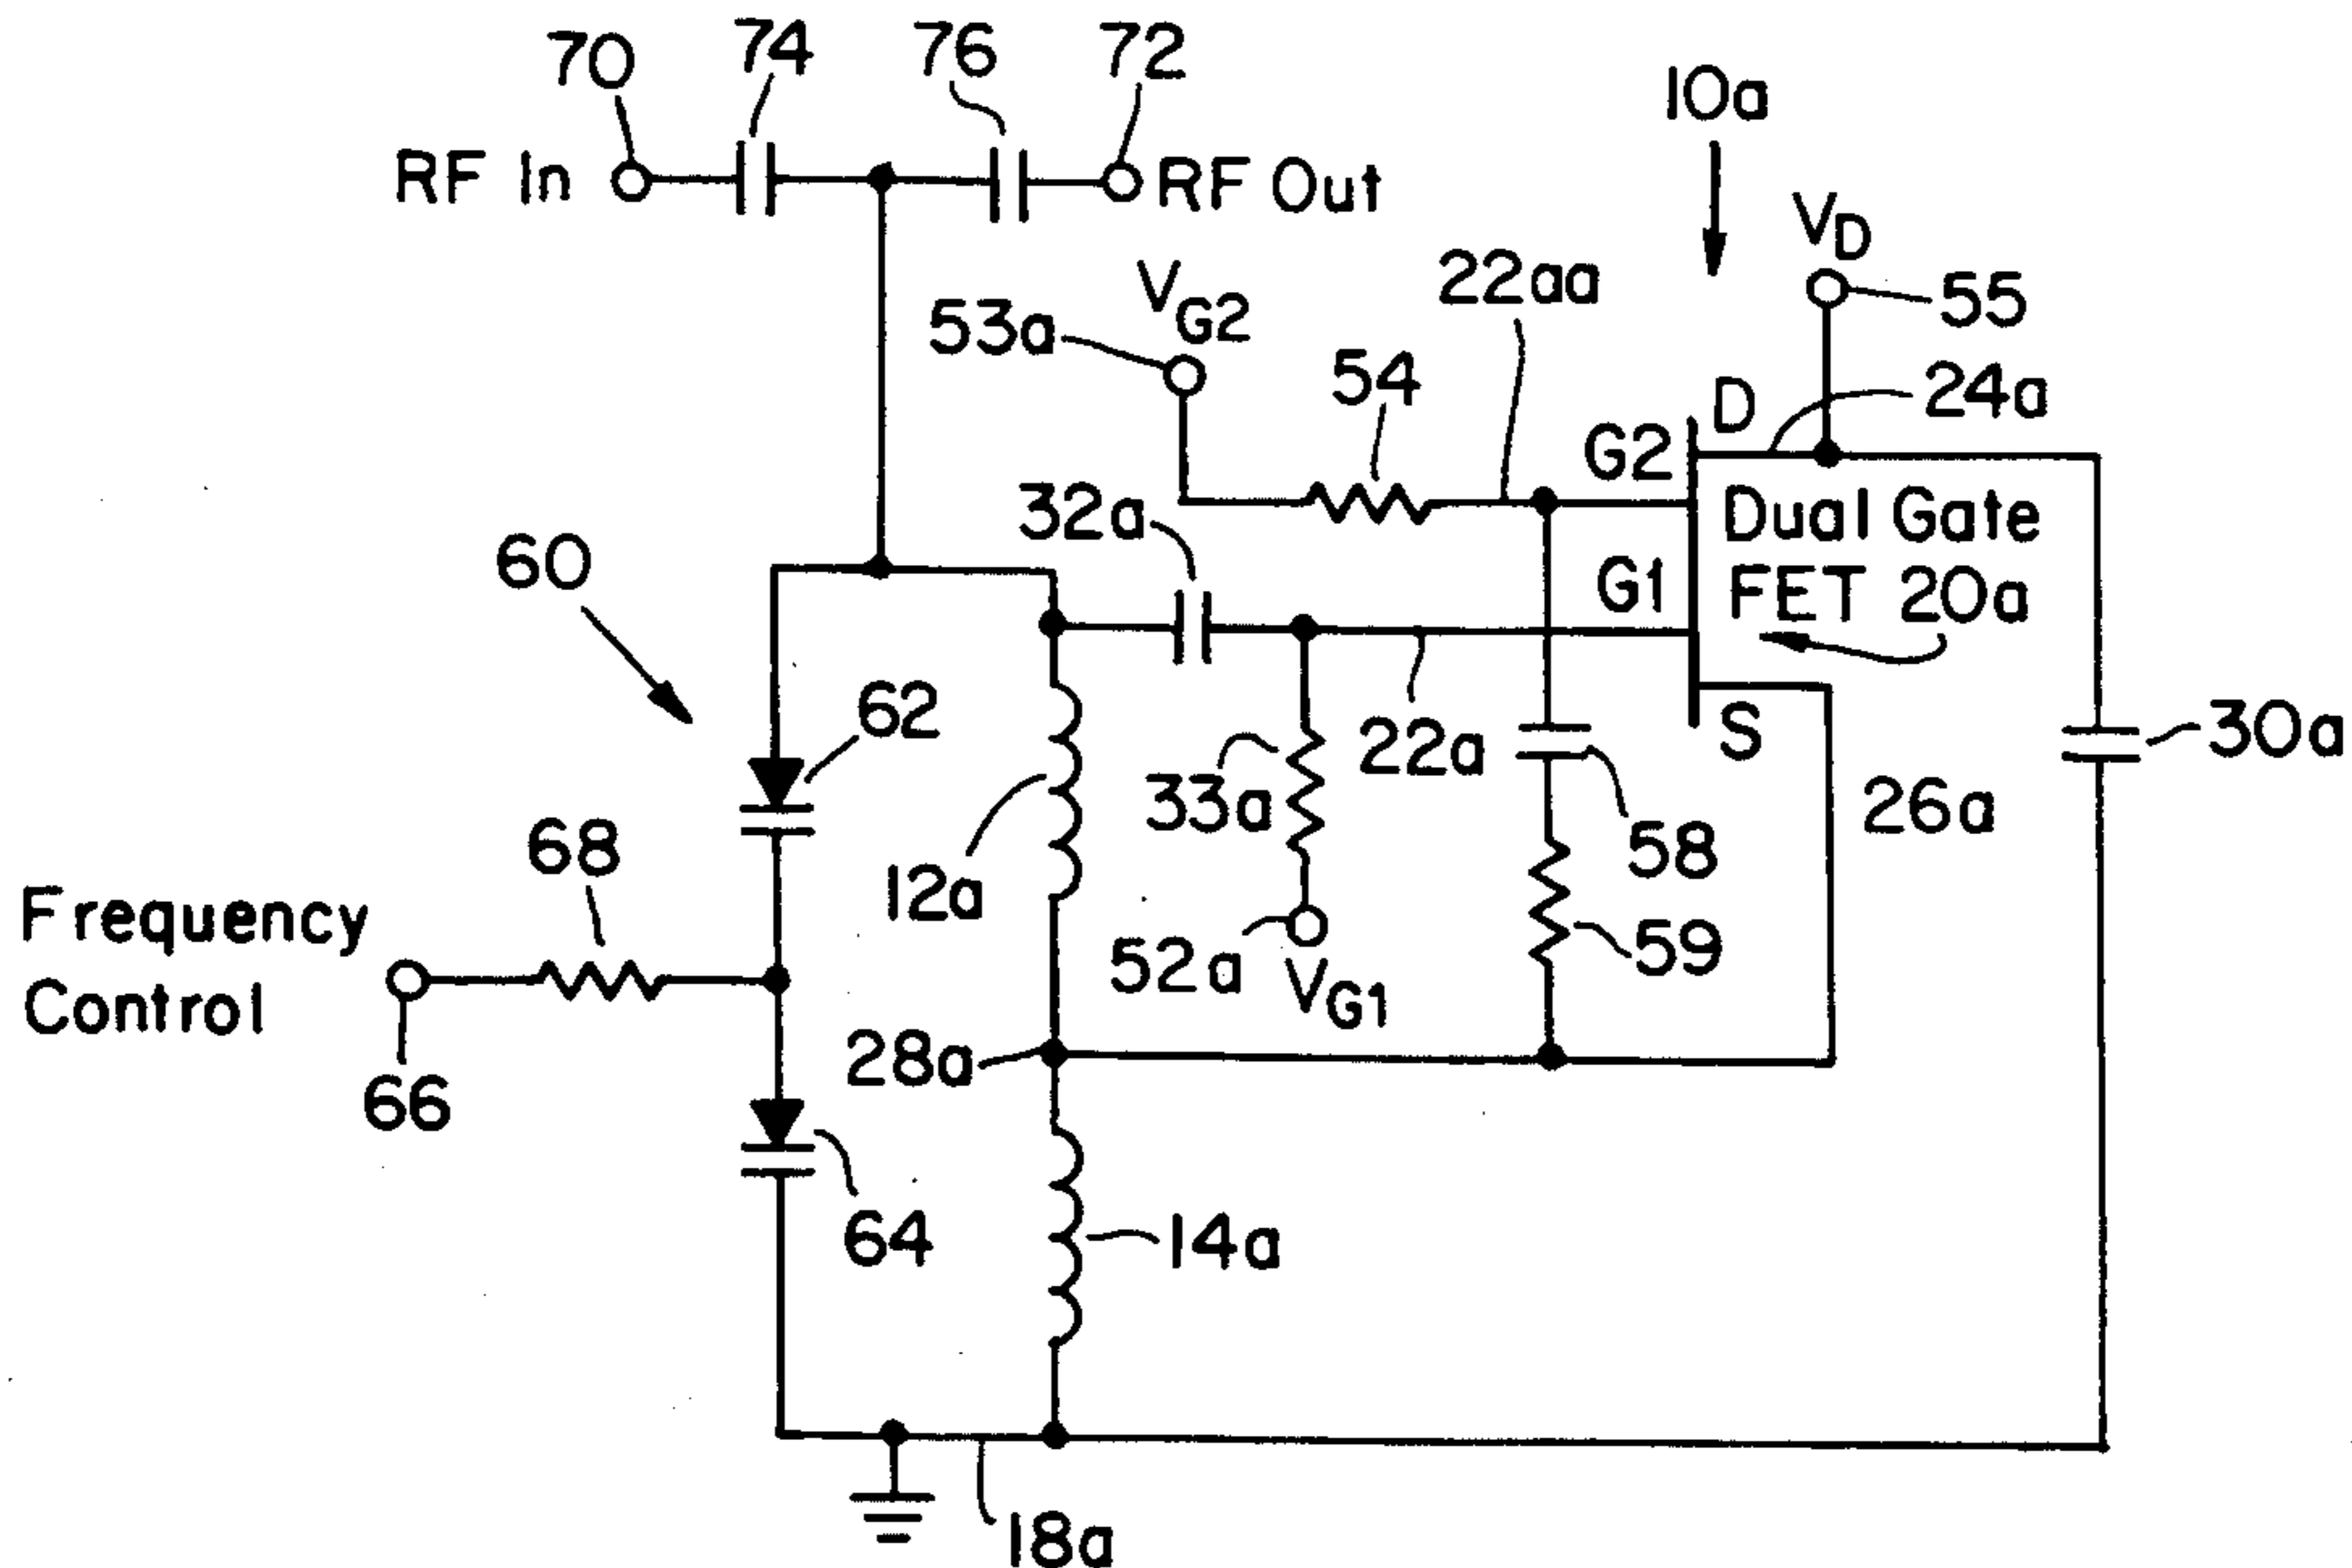 70
74
76
72
10a
RF In
RF Out
VD
VG2
22aa
55
53a
54
24a
D
G2
32a
Dual Gate
60
G1
FET 20a
62
22a
S
30a
33a
26a
68
58
12a
Frequency
59
52a
VG1
Control
28a
66
64
14a
18a